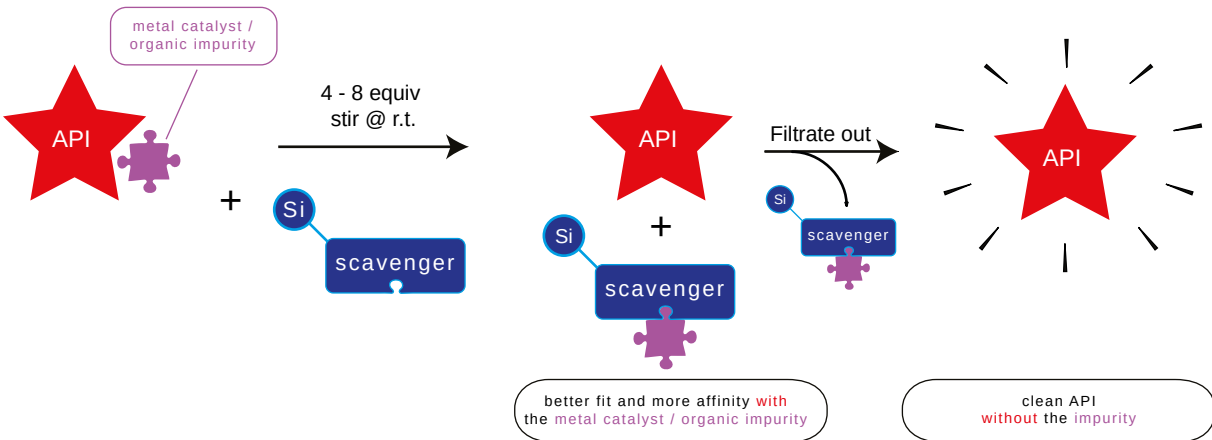 metal catalyst /
organic impurity
API
+
Si
scavenger
4 - 8 equiv
stir @ r.t.
API
+
Si
scavenger
better fit and more affinity with
the metal catalyst / organic impurity
Filtrate out
Si
scavenger
API
clean API
without the impurity